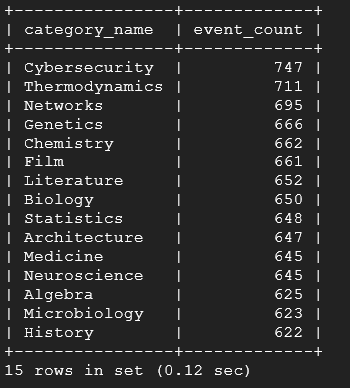 +----------------+-------------+
| category_name  | event_count |
+----------------+-------------+
| Cybersecurity  |         747 |
| Thermodynamics |         711 |
| Networks       |         695 |
| Genetics       |         666 |
| Chemistry      |         662 |
| Film           |         661 |
| Literature     |         652 |
| Biology        |         650 |
| Statistics     |         648 |
| Architecture   |         647 |
| Medicine       |         645 |
| Neuroscience   |         645 |
| Algebra        |         625 |
| Microbiology   |         623 |
| History        |         622 |
+----------------+-------------+
15 rows in set (0.12 sec)